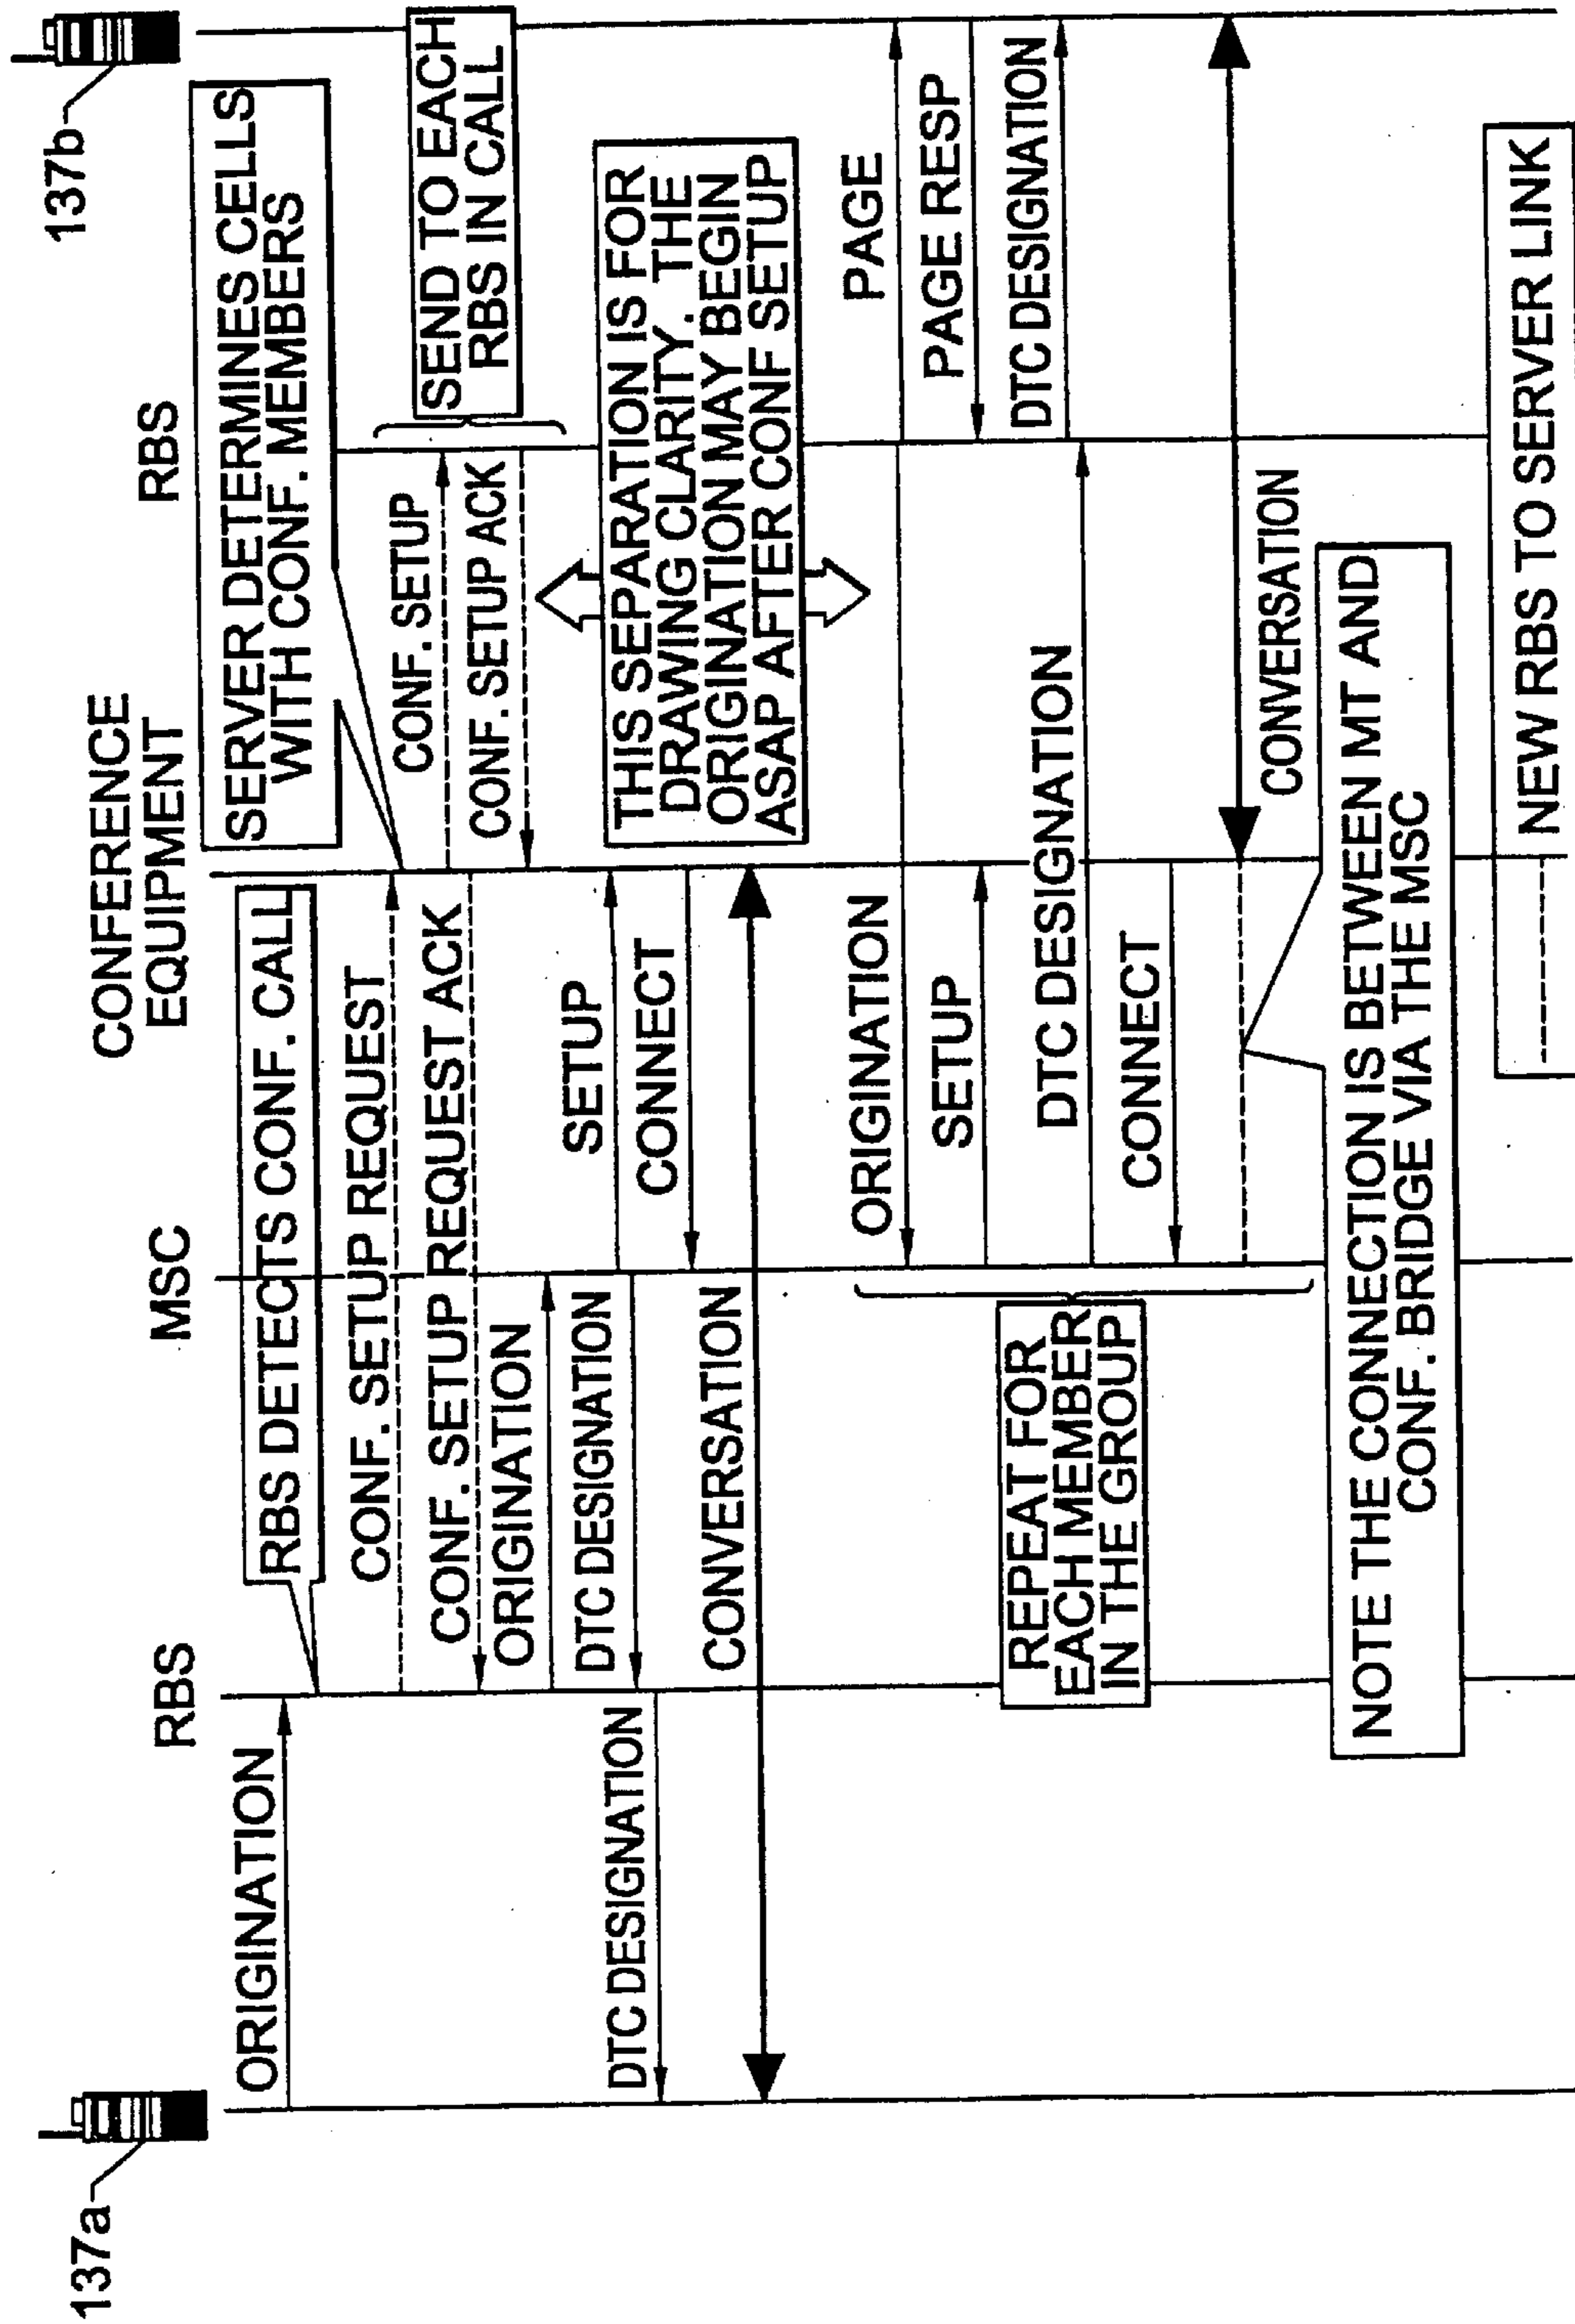 137a
137b
RBS
MSC
CONFERENCE
EQUIPMENT
RBS
ORIGINATION
RBS DETECTS CONF. CALL
SERVER DETERMINES CELLS
WITH CONF. MEMBERS
CONF. SETUP REQUEST
CONF. SETUP
SEND TO EACH
RBS IN CALL
CONF. SETUP REQUEST ACK
CONF. SETUP ACK
ORIGINATION
THIS SEPARATION IS FOR
DRAWING CLARITY. THE
ORIGINATION MAY BEGIN
ASAP AFTER CONF SETUP
SETUP
DTC DESIGNATION
DTC DESIGNATION
CONNECT
CONVERSATION
PAGE
ORIGINATION
PAGE RESP
SETUP
DTC DESIGNATION
DTC DESIGNATION
REPEAT FOR
EACH MEMBER
IN THE GROUP
CONNECT
CONVERSATION
NOTE THE CONNECTION IS BETWEEN MT AND
CONF. BRIDGE VIA THE MSC
NEW RBS TO SERVER LINK